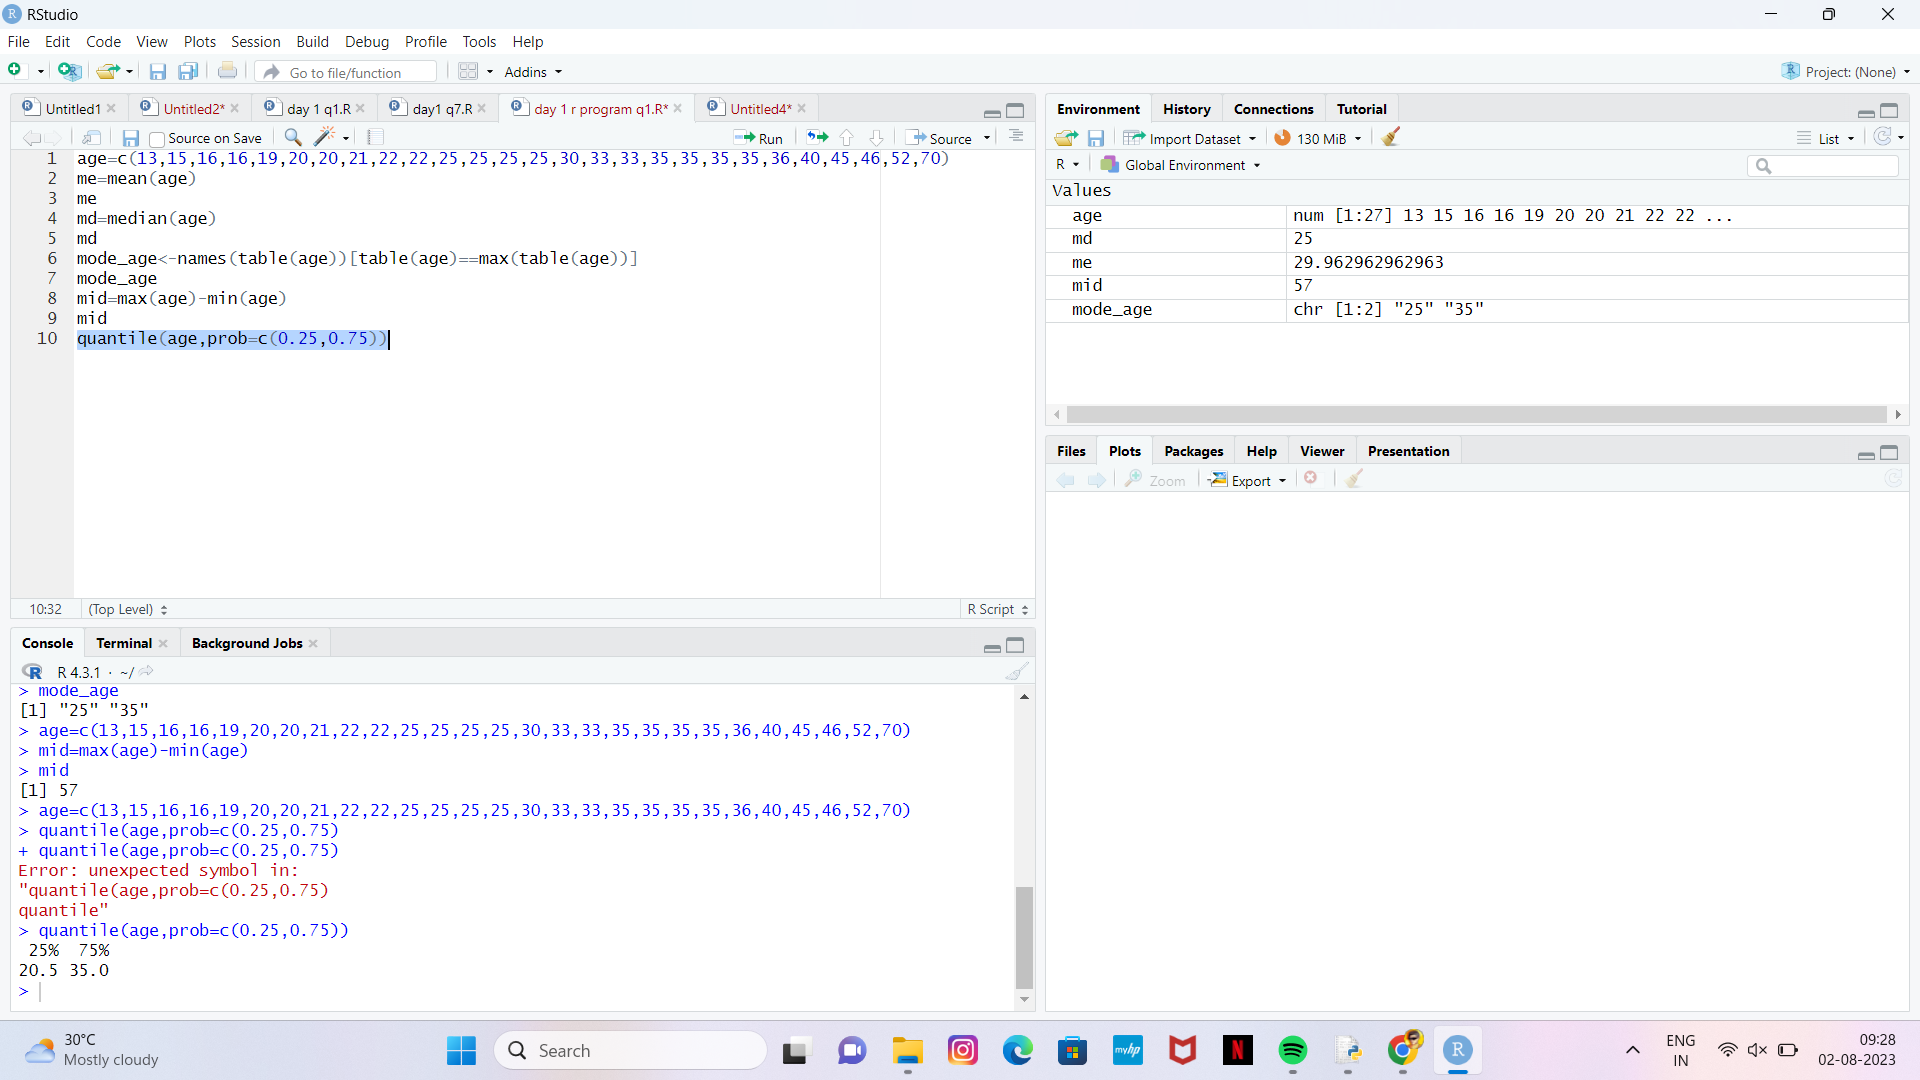 RStudio
File Edit Code View Plots Session Build Debug Profile Tools Help
Go to file/function Addins Project: (None)
Untitled1 Untitled2* day 1 q1.R day1 q7.R day 1 r program q1.R* Untitled4*
Source on Save Run Source
1 age=c(13,15,16,16,19,20,20,21,22,22,25,25,25,25,30,33,33,35,35,35,35,36,40,45,46,52,70)
2 me=mean(age)
3 me
4 md=median(age)
5 md
6 mode_age<-names(table(age))[table(age)==max(table(age))]
7 mode_age
8 mid=max(age)-min(age)
9 mid
10 quantile(age,prob=c(0.25,0.75))
10:32 (Top Level) R Script
Console Terminal Background Jobs
R 4.3.1 · ~/
> mode_age
[1] "25" "35"
> age=c(13,15,16,16,19,20,20,21,22,22,25,25,25,25,30,33,33,35,35,35,35,36,40,45,46,52,70)
> mid=max(age)-min(age)
> mid
[1] 57
> age=c(13,15,16,16,19,20,20,21,22,22,25,25,25,25,30,33,33,35,35,35,35,36,40,45,46,52,70)
> quantile(age,prob=c(0.25,0.75)
+ quantile(age,prob=c(0.25,0.75)
Error: unexpected symbol in:
"quantile(age,prob=c(0.25,0.75)
quantile"
> quantile(age,prob=c(0.25,0.75))
25% 75%
20.5 35.0
>
Environment History Connections Tutorial
Import Dataset 130 MiB List
R Global Environment
Values
age num [1:27] 13 15 16 16 19 20 20 21 22 22 ...
md 25
me 29.962962962963
mid 57
mode_age chr [1:2] "25" "35"
Files Plots Packages Help Viewer Presentation
Zoom Export
30°C
Mostly cloudy
Search
myhp
N
R
ENG
IN
09:28
02-08-2023